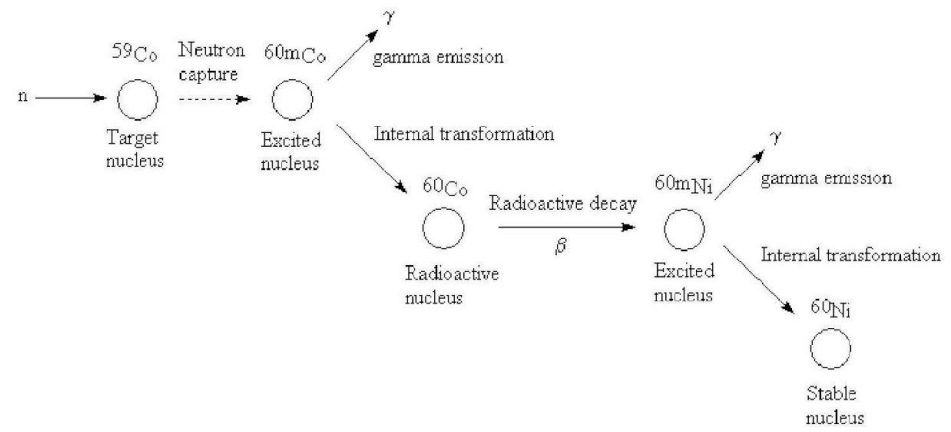 γ
59Co
Neutron
capture
60mCo
gamma emission
n
Target
nucleus
Excited
nucleus
Internal transformation
γ
60Co
Radioactive decay
60mNi
gamma emission
β
Radioactive
nucleus
Excited
nucleus
Internal transformation
60Ni
Stable
nucleus